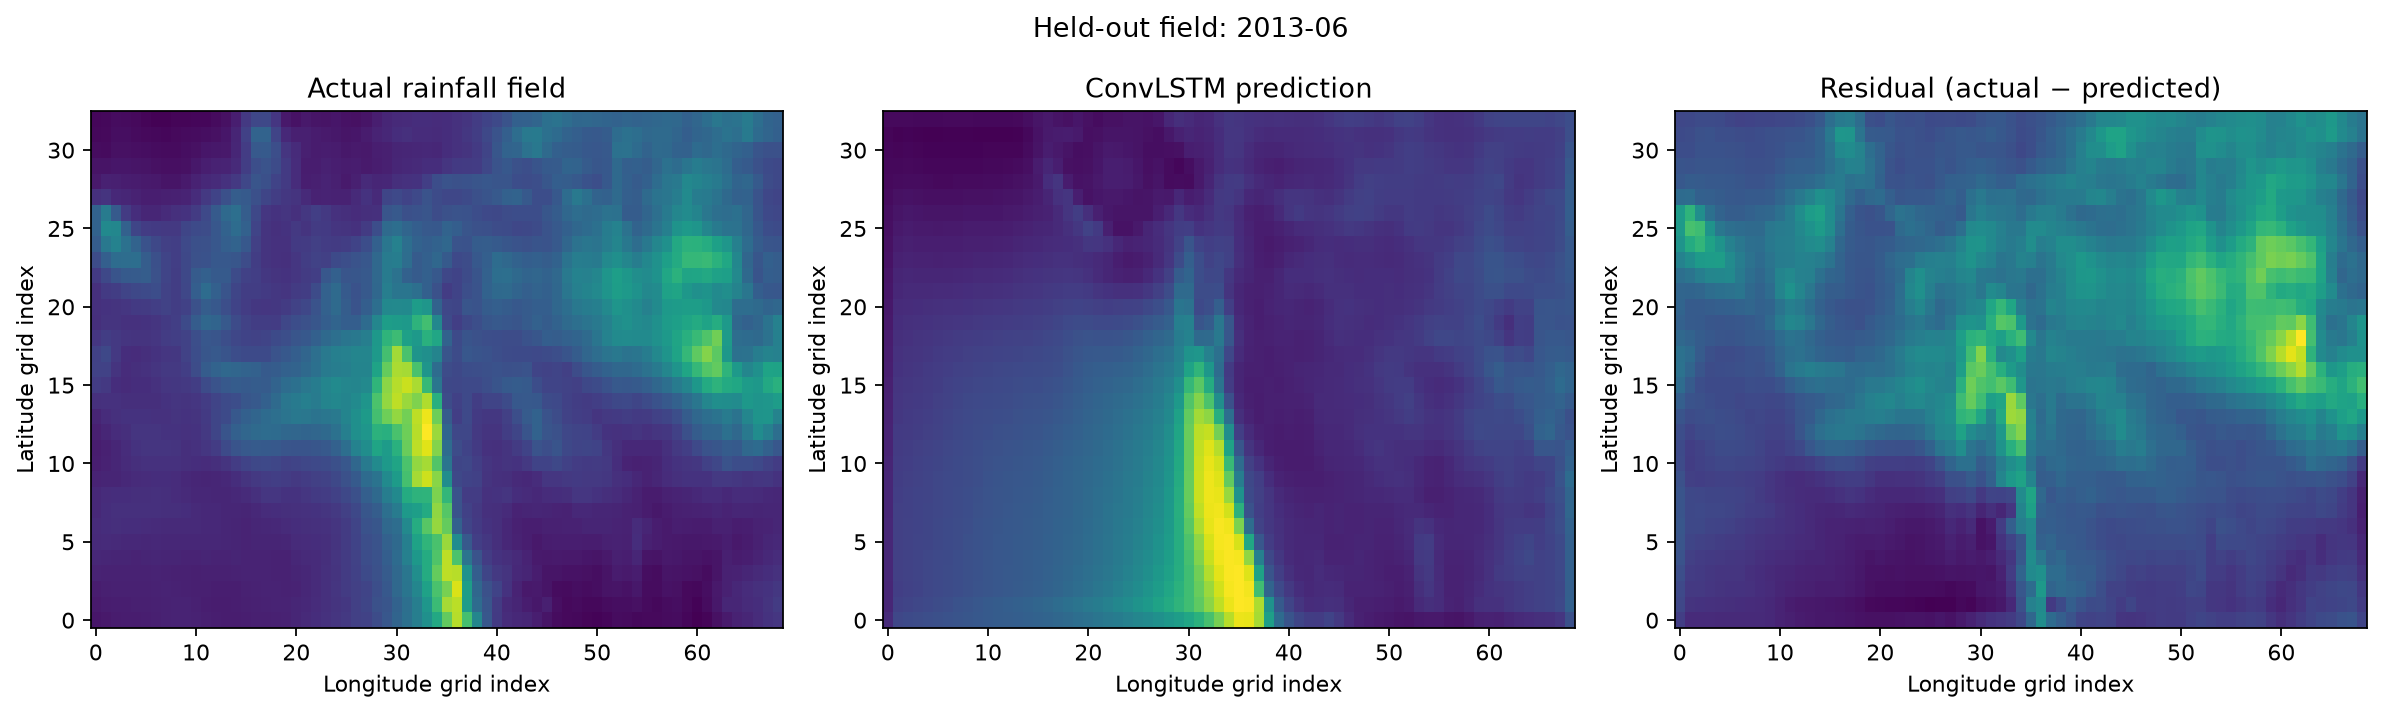 Held-out field: 2013-06
Actual rainfall field
ConvLSTM prediction
Residual (actual − predicted)
Latitude grid index
30
25
20
15
10
5
0
0 10 20 30 40 50 60
Longitude grid index
Latitude grid index
30
25
20
15
10
5
0
0 10 20 30 40 50 60
Longitude grid index
Latitude grid index
30
25
20
15
10
5
0
0 10 20 30 40 50 60
Longitude grid index